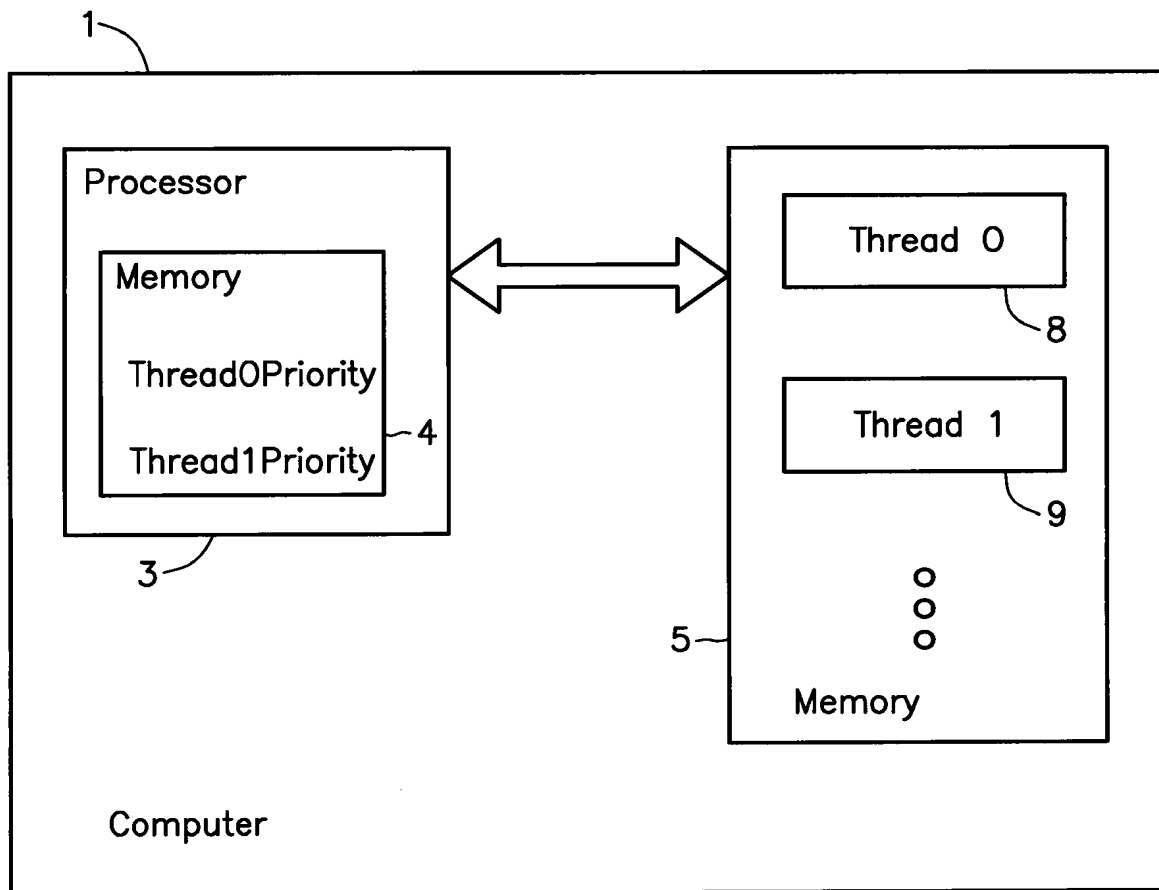 1
Processor
Memory
Thread0Priority
Thread1Priority
4
3
Thread 0
8
Thread 1
9
5
Memory
Computer